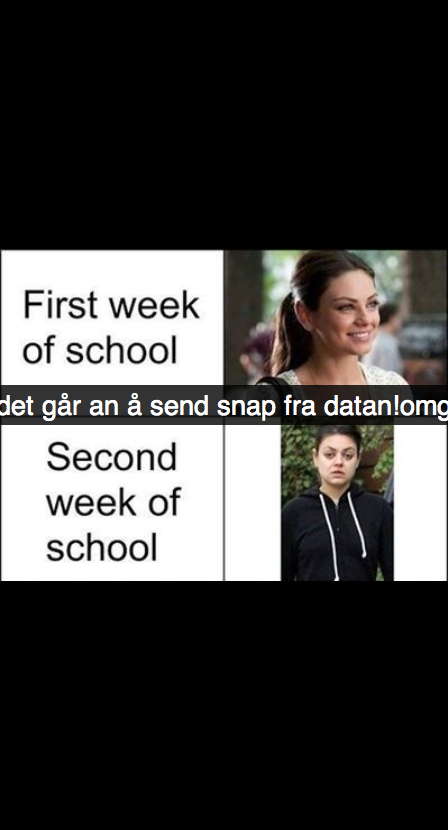 First week
of school
det går an å send snap fra datan!omg
Second
week of
school